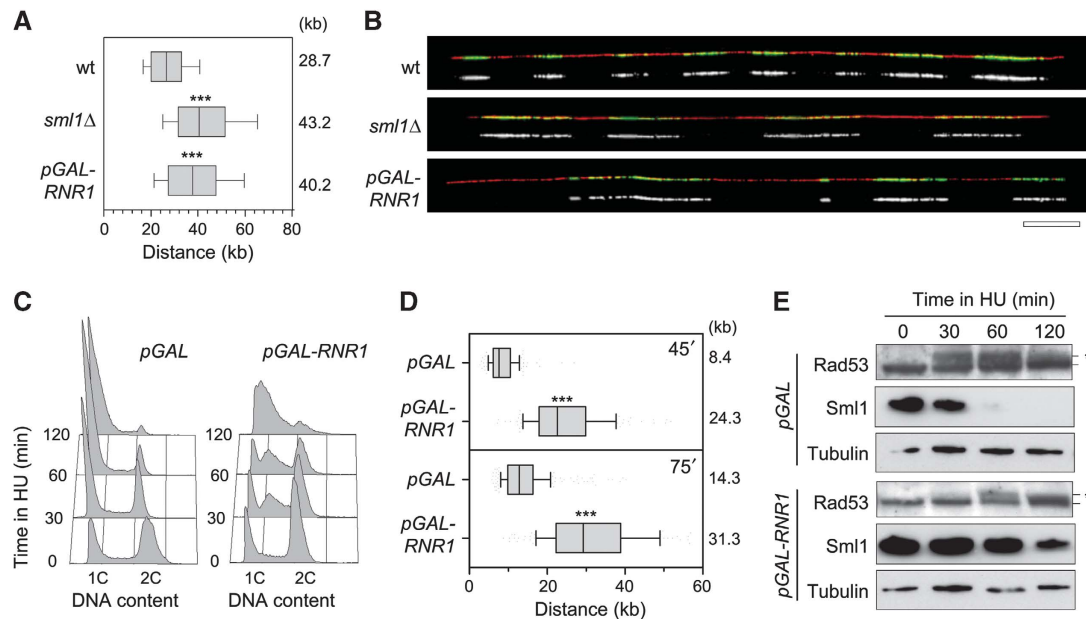 A
(kb)
wt
28.7
sml1Δ
***
43.2
pGAL-
RNR1
***
40.2
0 20 40 60 80
Distance (kb)
B
wt
sml1Δ
pGAL-
RNR1
C
pGAL
pGAL-RNR1
Time in HU (min)
120
60
30
0
1C 2C
DNA content
120
60
30
0
1C 2C
DNA content
D
(kb)
45′
pGAL
8.4
pGAL-
RNR1
***
24.3
75′
pGAL
14.3
pGAL-
RNR1
***
31.3
0 20 40 60
Distance (kb)
E
Time in HU (min)
0 30 60 120
pGAL
Rad53
Sml1
Tubulin
pGAL-RNR1
Rad53
Sml1
Tubulin